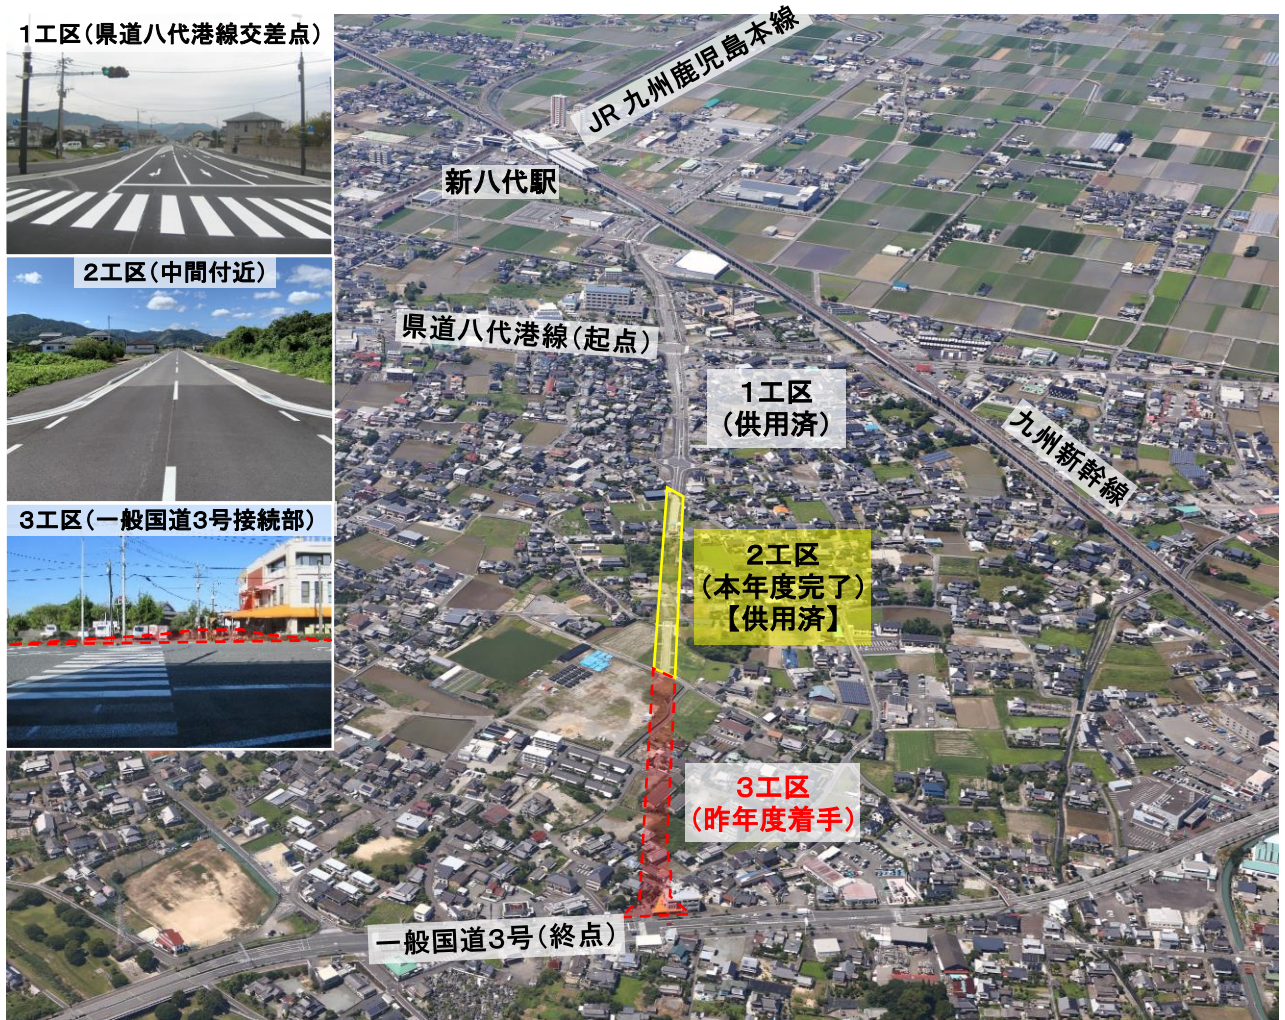 1工区(県道八代港線交差点)
2工区(中間付近)
3工区(一般国道3号接続部)
JR 九州鹿児島本線
新八代駅
県道八代港線(起点)
1工区
(供用済)
九州新幹線
2工区
(本年度完了)
【供用済】
3工区
(昨年度着手)
一般国道3号(終点)